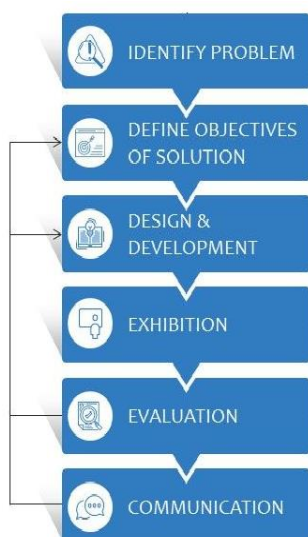 IDENTIFY PROBLEM
DEFINE OBJECTIVES
OF SOLUTION
DESIGN &
DEVELOPMENT
EXHIBITION
EVALUATION
COMMUNICATION